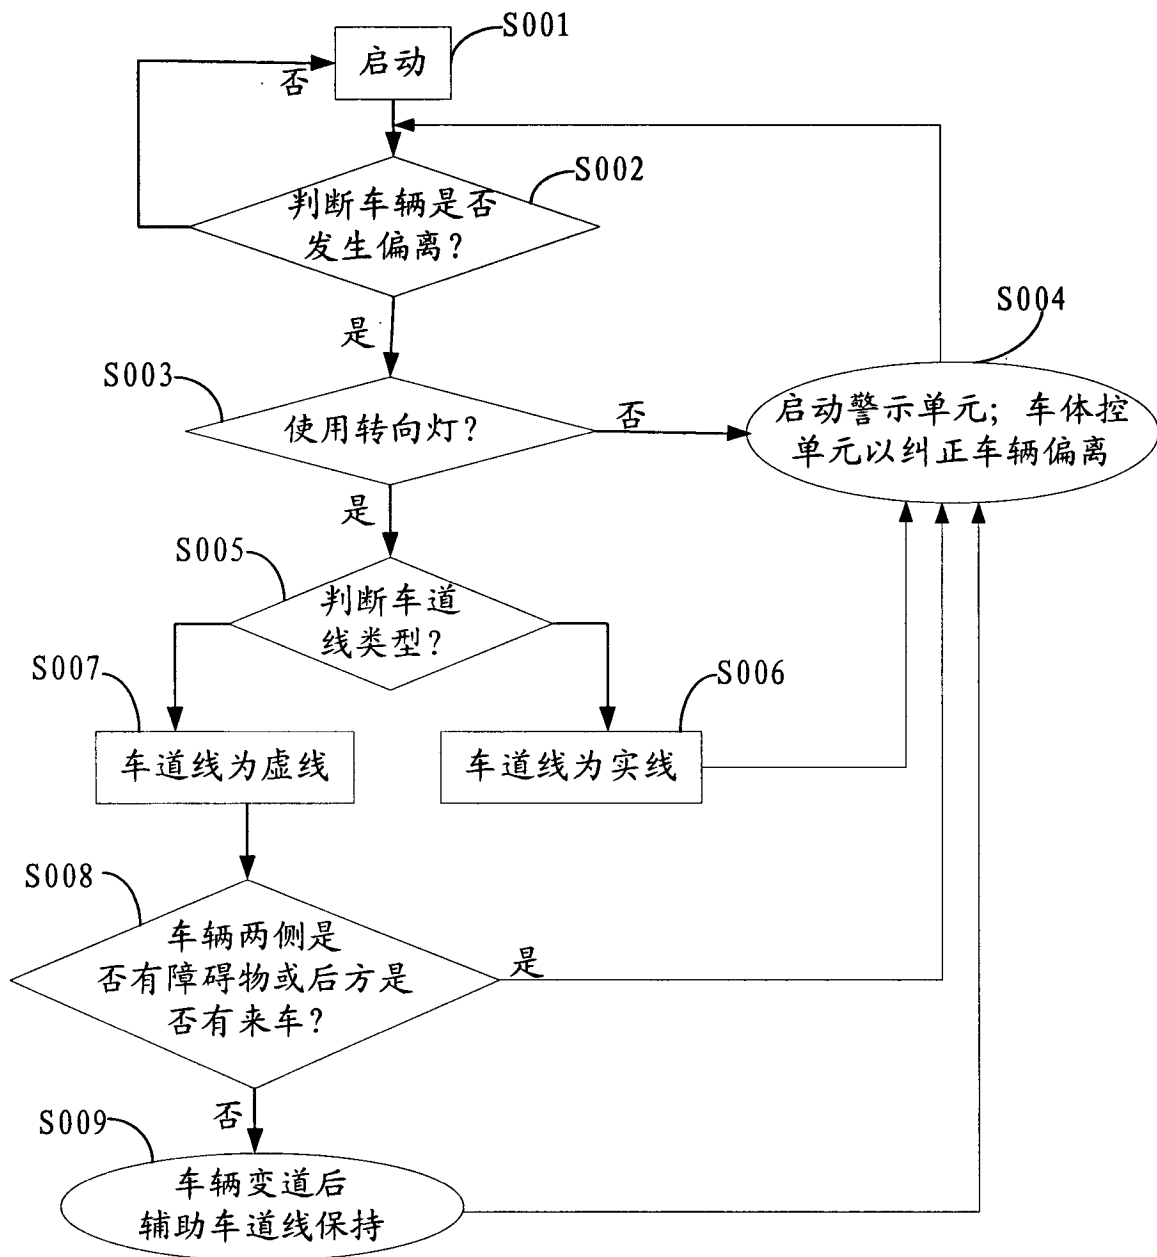 S001
启动
否
S002
判断车辆是否
发生偏离?
是
S003
使用转向灯?
否
S004
启动警示单元;车体控
单元以纠正车辆偏离
是
S005
判断车道
线类型?
S007
S006
车道线为虚线
车道线为实线
S008
车辆两侧是
否有障碍物或后方是
否有来车?
是
否
S009
车辆变道后
辅助车道线保持